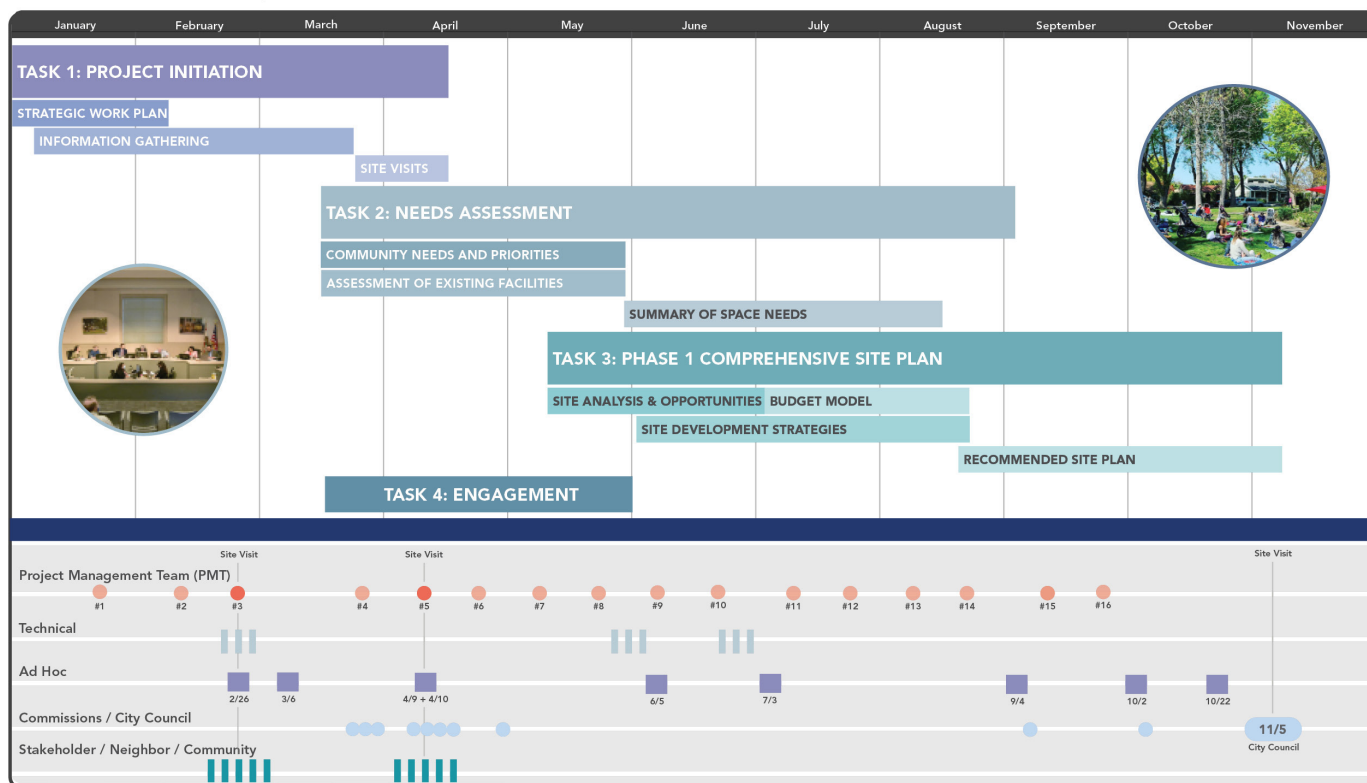 January February March April May June July August September October November
TASK 1: PROJECT INITIATION
STRATEGIC WORK PLAN
INFORMATION GATHERING
SITE VISITS
TASK 2: NEEDS ASSESSMENT
COMMUNITY NEEDS AND PRIORITIES
ASSESSMENT OF EXISTING FACILITIES
SUMMARY OF SPACE NEEDS
TASK 3: PHASE 1 COMPREHENSIVE SITE PLAN
SITE ANALYSIS & OPPORTUNITIES BUDGET MODEL
SITE DEVELOPMENT STRATEGIES
RECOMMENDED SITE PLAN
TASK 4: ENGAGEMENT
Site Visit Site Visit Site Visit
Project Management Team (PMT)
#1 #2 #3 #4 #5 #6 #7 #8 #9 #10 #11 #12 #13 #14 #15 #16
Technical
Ad Hoc
2/26 3/6 4/9 + 4/10 6/5 7/3 9/4 10/2 10/22
Commissions / City Council
11/5
City Council
Stakeholder / Neighbor / Community